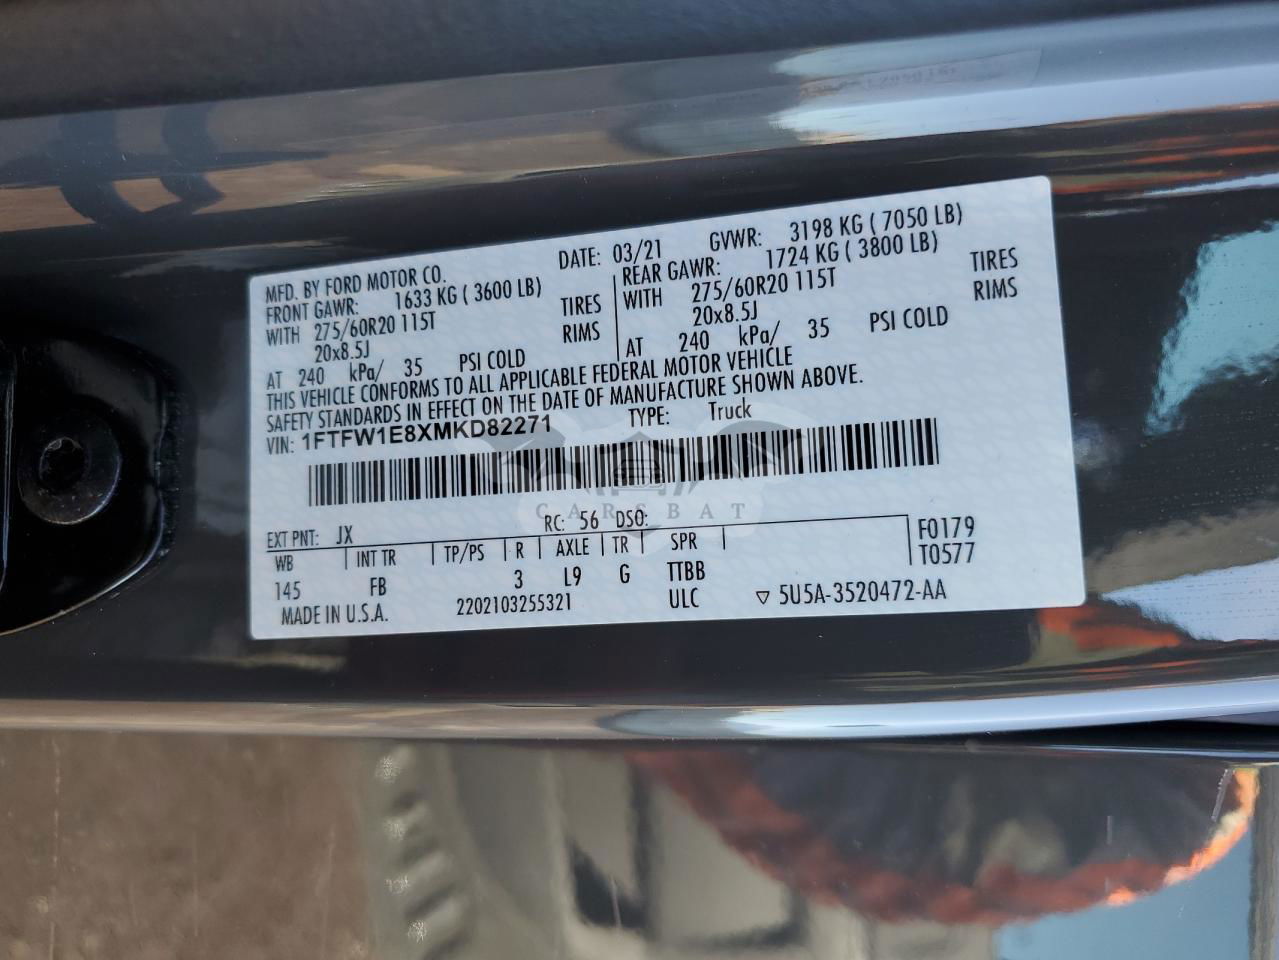 MFD. BY FORD MOTOR CO. DATE: 03/21 GVWR: 3198 KG ( 7050 LB)
FRONT GAWR: 1633 KG ( 3600 LB) REAR GAWR: 1724 KG ( 3800 LB)
WITH 275/60R20 115T TIRES WITH 275/60R20 115T TIRES
20x8.5J RIMS 20x8.5J RIMS
AT 240 kPa/ 35 PSI COLD AT 240 kPa/ 35 PSI COLD
THIS VEHICLE CONFORMS TO ALL APPLICABLE FEDERAL MOTOR VEHICLE
SAFETY STANDARDS IN EFFECT ON THE DATE OF MANUFACTURE SHOWN ABOVE.
VIN: 1FTFW1E8XMKD82271 TYPE: Truck
CARSBAT
EXT PNT: JX RC: 56 DSO: F0179
WB INT TR TP/PS R AXLE TR SPR T0577
145 FB 3 L9 G TTBB
MADE IN U.S.A. 2202103255321 ULC ▽ 5U5A-3520472-AA